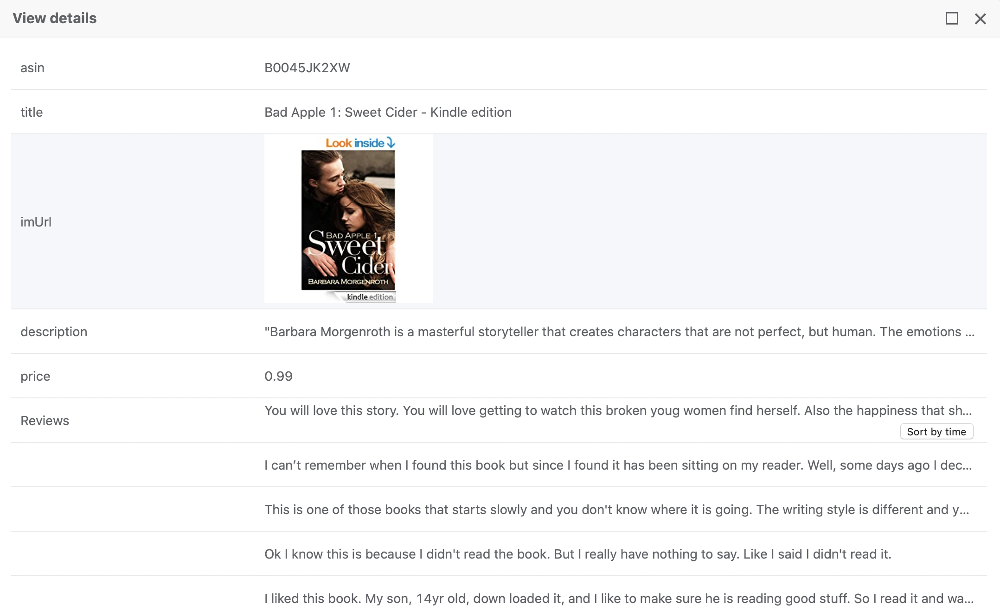 View details
asin
B0045JK2XW
title
Bad Apple 1: Sweet Cider - Kindle edition
imUrl
Look inside
BAD APPLE 1
Sweet
Cider
BARBARA MORGENROTH
kindle edition
description
"Barbara Morgenroth is a masterful storyteller that creates characters that are not perfect, but human. The emotions ...
price
0.99
Reviews
You will love this story. You will love getting to watch this broken youg women find herself. Also the happiness that sh...
Sort by time
I can’t remember when I found this book but since I found it has been sitting on my reader. Well, some days ago I dec...
This is one of those books that starts slowly and you don't know where it is going. The writing style is different and y...
Ok I know this is because I didn't read the book. But I really have nothing to say. Like I said I didn't read it.
I liked this book. My son, 14yr old, down loaded it, and I like to make sure he is reading good stuff. So I read it and wa...